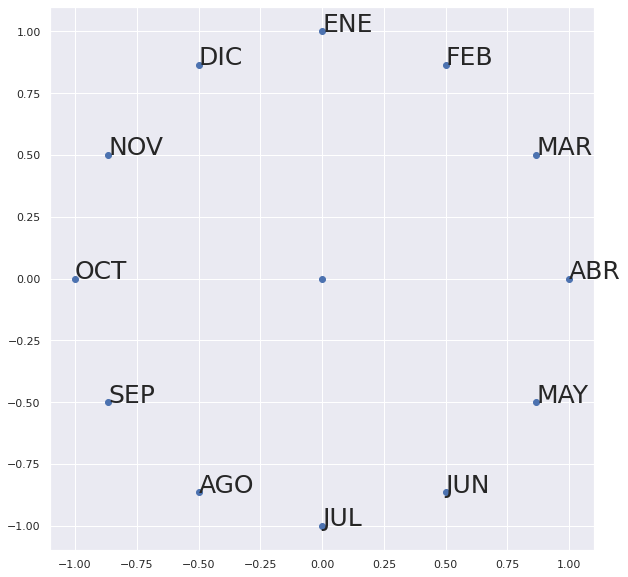 1.00
0.75
0.50
0.25
0.00
−0.25
−0.50
−0.75
−1.00
ENE
DIC
FEB
NOV
MAR
OCT
ABR
SEP
MAY
AGO
JUN
JUL
−1.00 −0.75 −0.50 −0.25 0.00 0.25 0.50 0.75 1.00